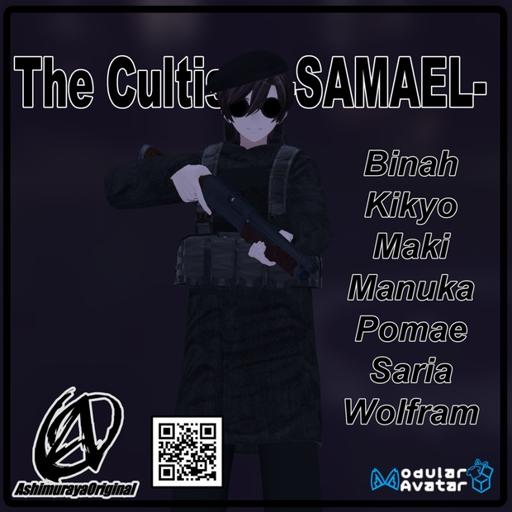 The Cultis -SAMAEL-
Binah
Kikyo
Maki
Manuka
Pomae
Saria
Wolfram
AshimurayaOriginal
Modular
Avatar